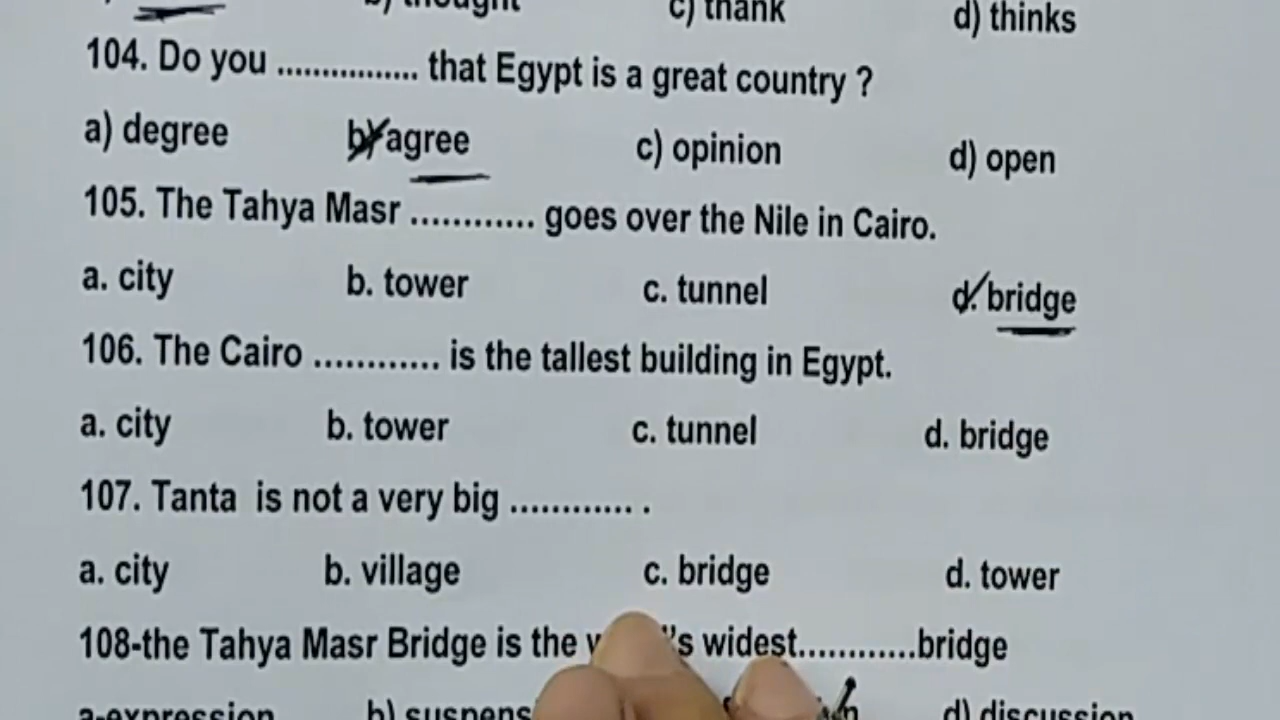 b) thought c) thank d) thinks
104. Do you ................ that Egypt is a great country ?
a) degree b) agree c) opinion d) open
105. The Tahya Masr ............ goes over the Nile in Cairo.
a. city b. tower c. tunnel d. bridge
106. The Cairo ............ is the tallest building in Egypt.
a. city b. tower c. tunnel d. bridge
107. Tanta is not a very big ............ .
a. city b. village c. bridge d. tower
108-the Tahya Masr Bridge is the 's widest............bridge
a-expression b) d) discussion